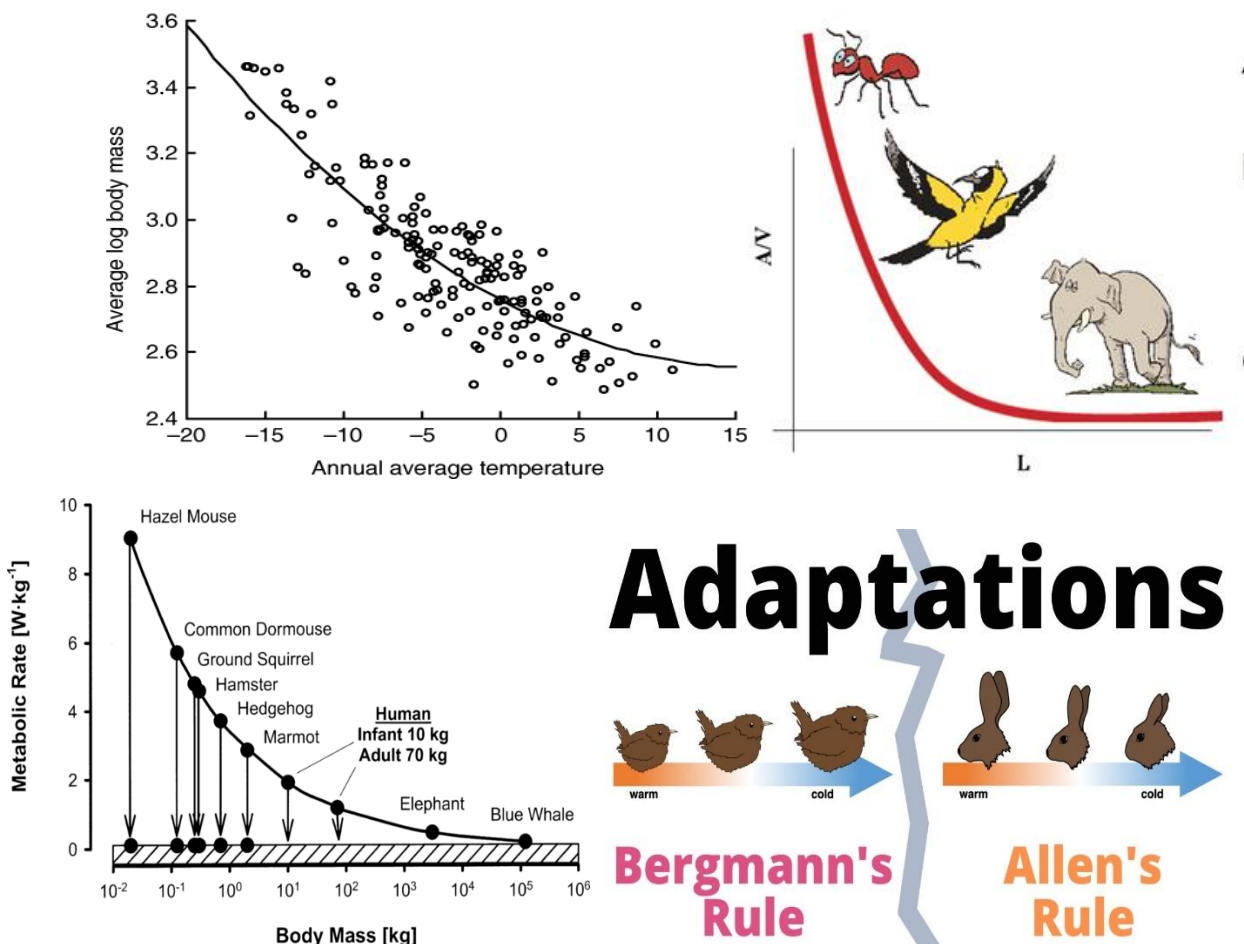 3.6
3.4
3.2
3.0
2.8
2.6
2.4
Average log body mass
−20
−15
−10
−5
0
5
10
15
Annual average temperature
A/V
L
10
8
6
4
2
0
Metabolic Rate [W·kg⁻¹]
Hazel Mouse
Common Dormouse
Ground Squirrel
Hamster
Hedgehog
Marmot
Human
Infant 10 kg
Adult 70 kg
Elephant
Blue Whale
10⁻²
10⁻¹
10⁰
10¹
10²
10³
10⁴
10⁵
10⁶
Body Mass [kg]
Adaptations
warm
cold
Bergmann's
Rule
warm
cold
Allen's
Rule